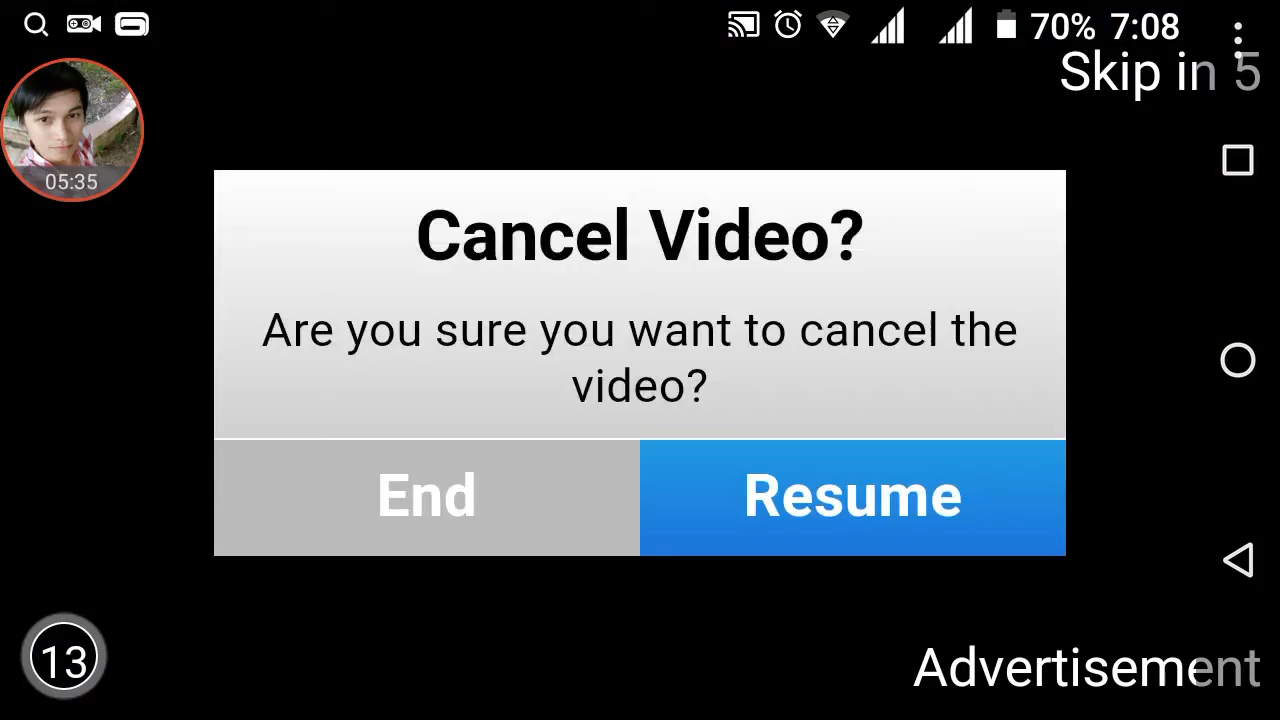 70% 7:08
Skip in 5
05:35
Cancel Video?
Are you sure you want to cancel the
video?
End
Resume
13
Advertisement